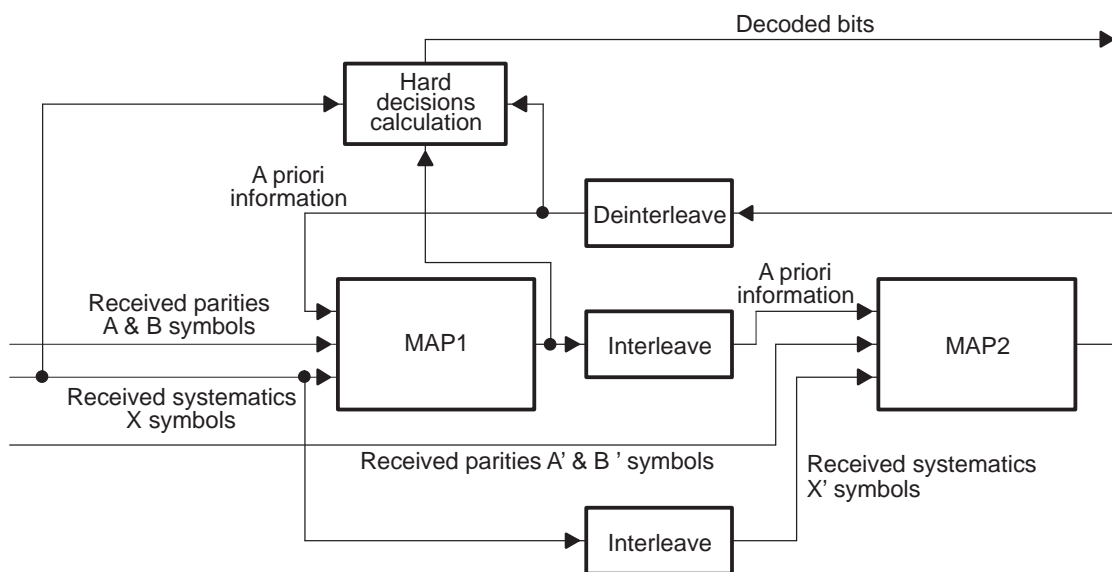 Decoded bits
Hard
decisions
calculation
A priori
information
Deinterleave
Received parties
A & B symbols
MAP1
A priori
information
Interleave
MAP2
Received systematics
X symbols
Received parities A’ & B ’ symbols
Received systematics
X’ symbols
Interleave